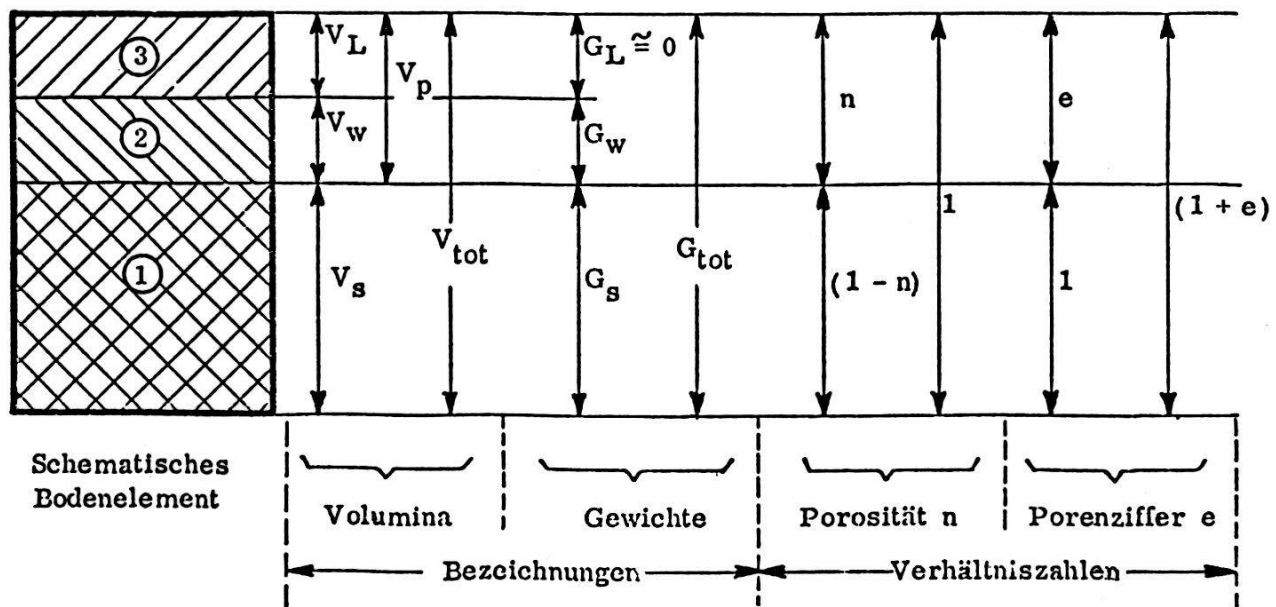 3
V_L
V_p
G_L ≅ 0
n
e
2
V_w
G_w
1
V_s
V_tot
G_s
G_tot
(1 - n)
1
1
(1 + e)
Schematisches
Bodenelement
Volumina
Gewichte
Porosität n
Porenziffer e
Bezeichnungen
Verhältniszahlen